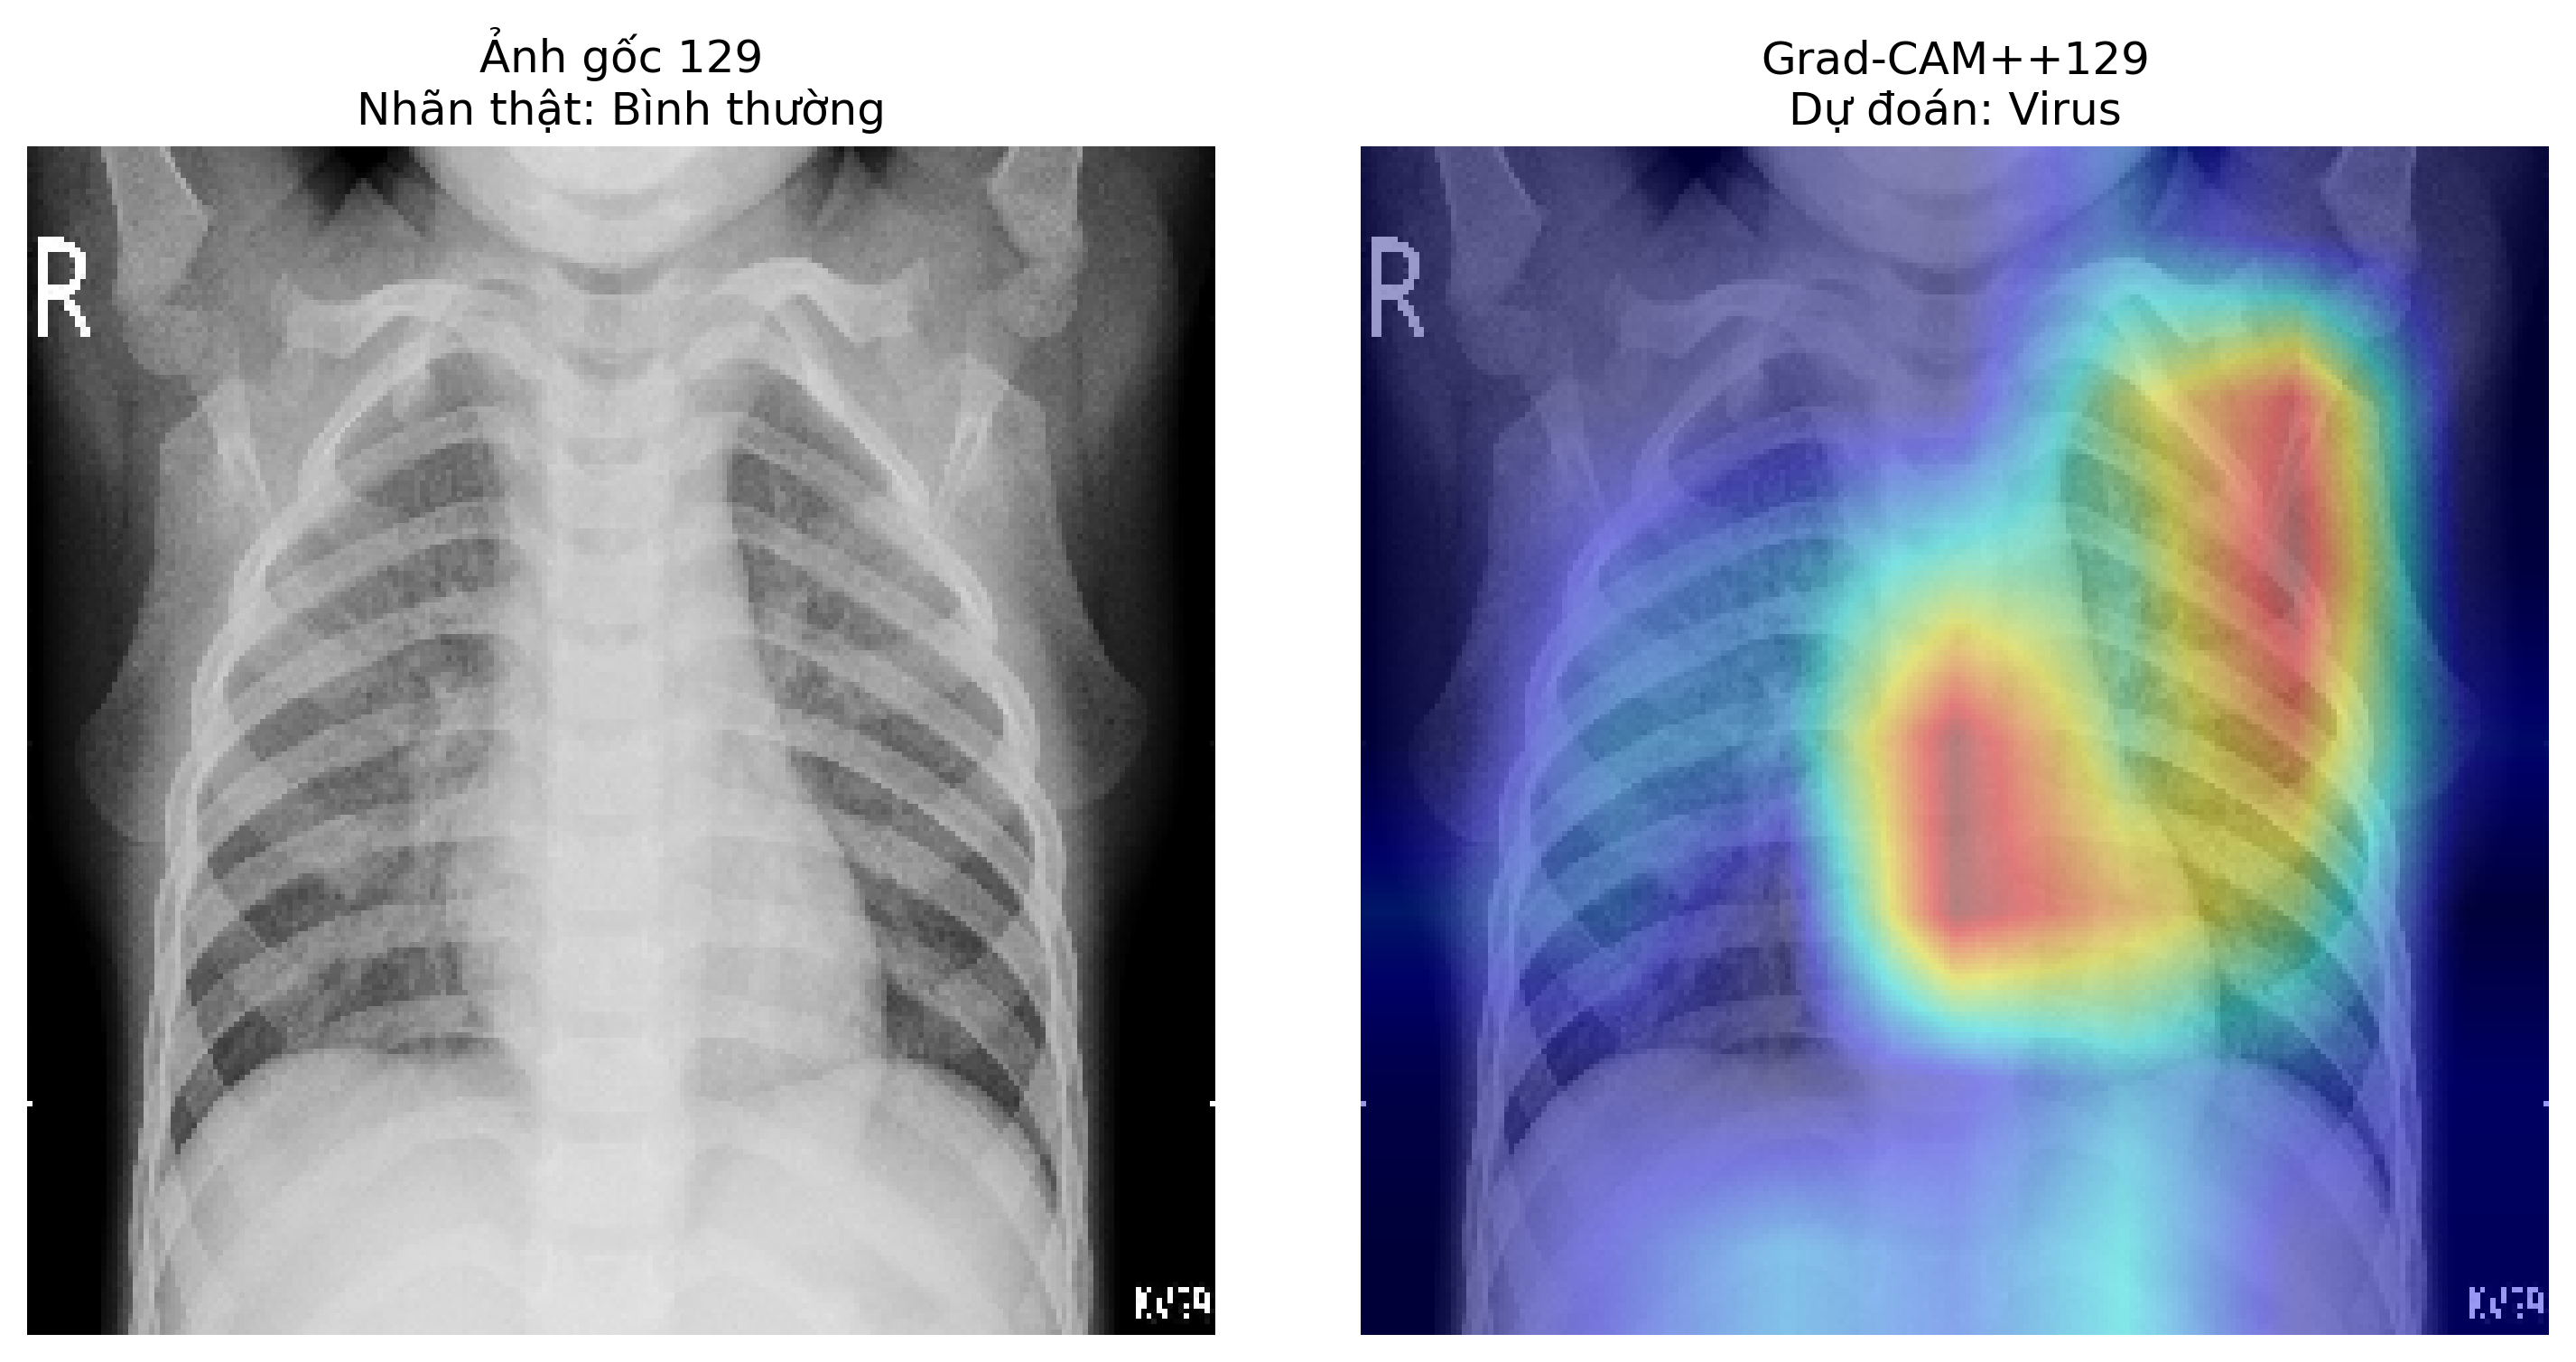 Ảnh gốc 129
Nhãn thật: Bình thường
Grad-CAM++129
Dự đoán: Virus
R
R